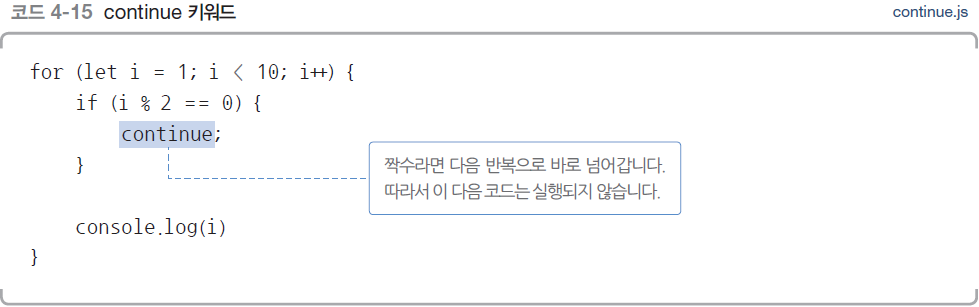 코드 4-15 continue 키워드 continue.js
for (let i = 1; i < 10; i++) {
    if (i % 2 == 0) {
        continue;
    }
짝수라면 다음 반복으로 바로 넘어갑니다.
따라서 이 다음 코드는 실행되지 않습니다.
    console.log(i)
}